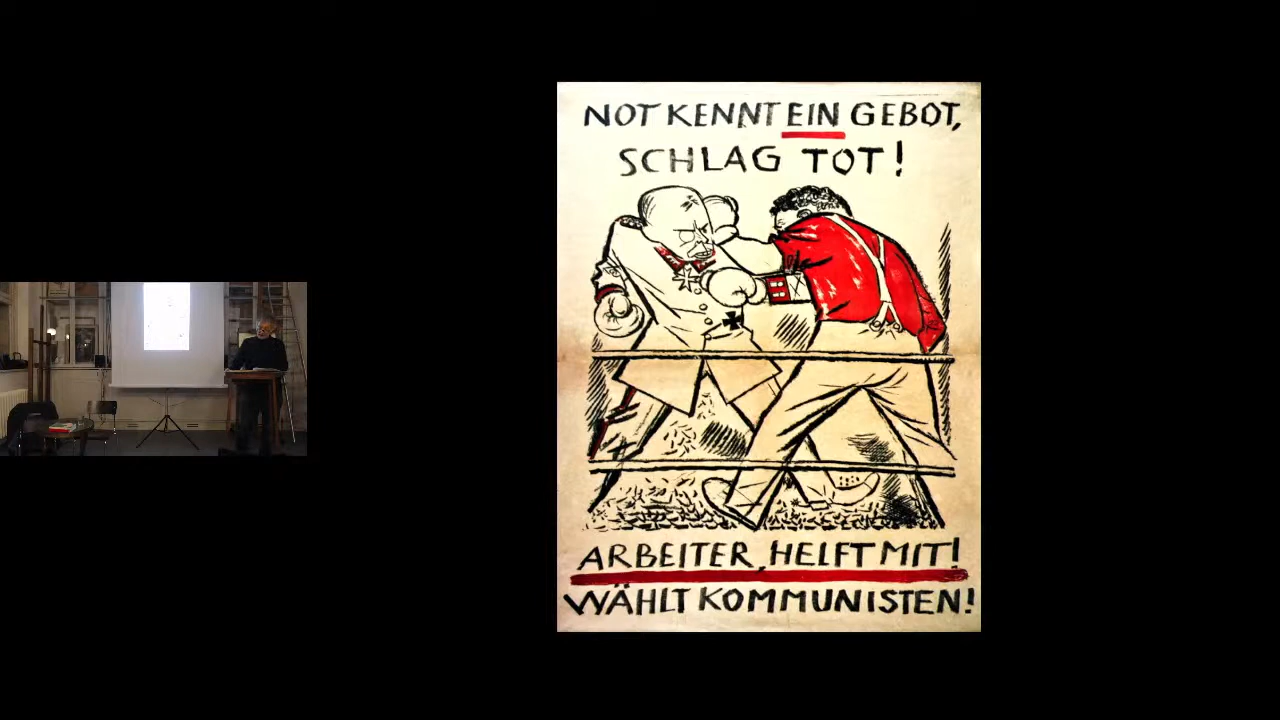 NOT KENNT EIN GEBOT,
SCHLAG TOT!
ARBEITER, HELFT MIT!
WÄHLT KOMMUNISTEN!